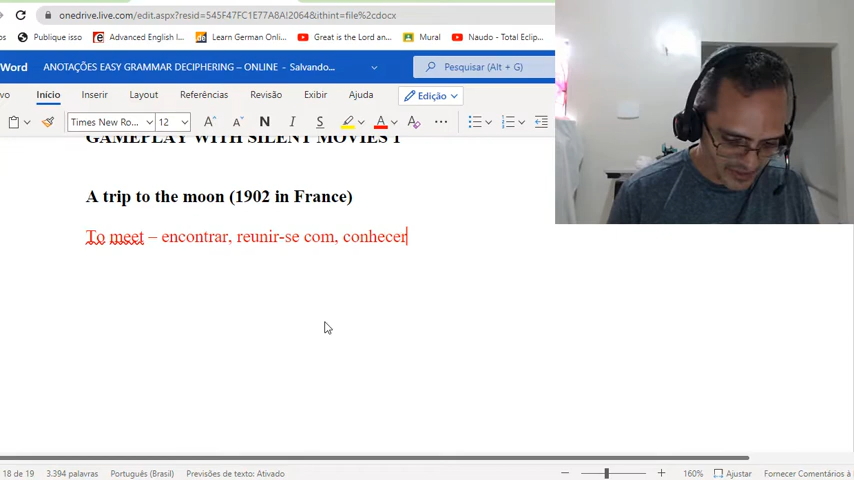 onedrive.live.com/edit.aspx?resid=545F47FC1E77A8A!2064&ithint=file%2cdocx
Publique isso
Advanced English g...
Learn German Onlin...
Great is the Lord an...
Mural
Naudo - Total Eclip...
Word
ANOTAÇÕES EASY GRAMMAR DECIPHERING – ONLINE - Salvando...
Pesquisar (Alt + G)
vo Início Inserir Layout Referências Revisão Exibir Ajuda Edição
Times New Ro... 12 A A N I S A A ...
GAMEPLAY WITH SILENT MOVIES I
A trip to the moon (1902 in France)
To meet – encontrar, reunir-se com, conhecer
18 de 19 3.394 palavras Português (Brasil) Previsões de texto: Ativado 160% Ajustar Fornecer Comentários à